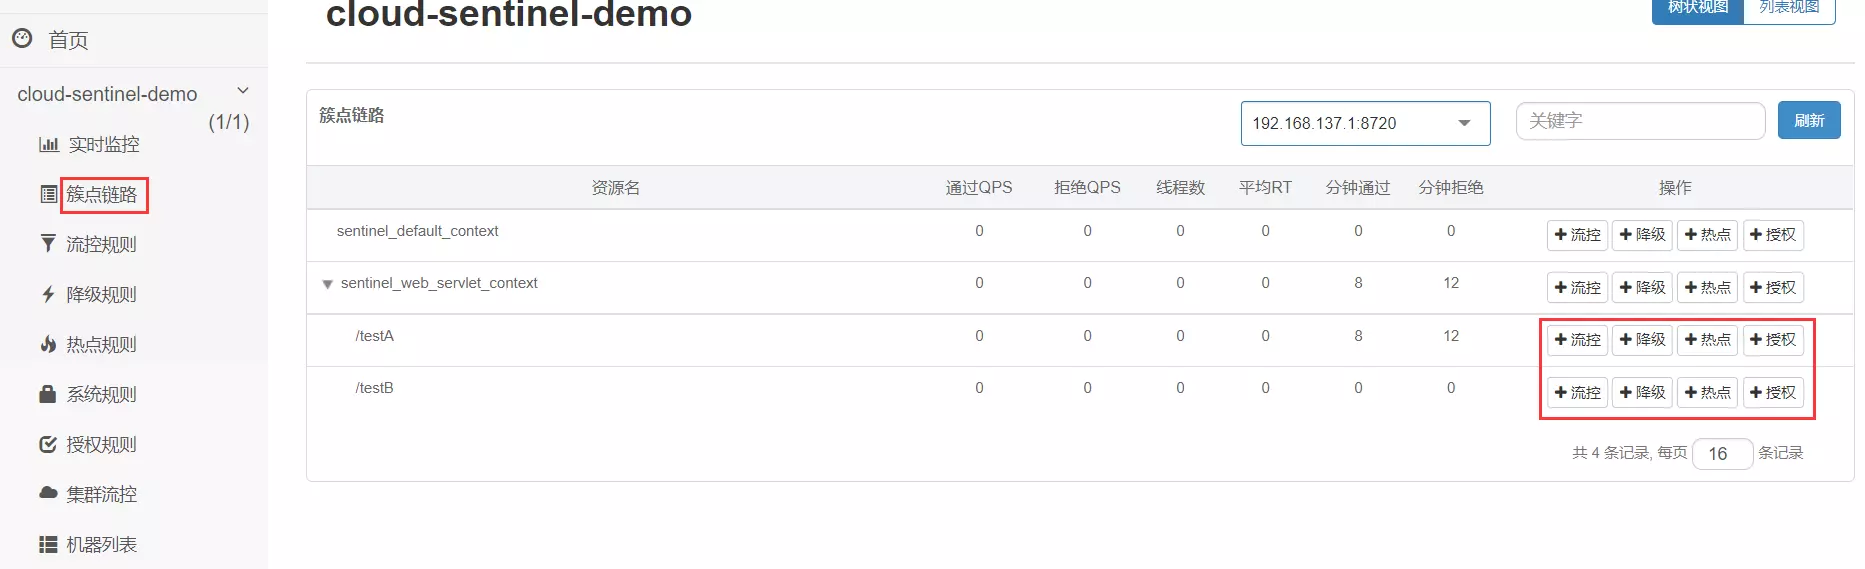 cloud-sentinel-demo
树状视图 列表视图
首页
cloud-sentinel-demo
(1/1)
实时监控
簇点链路
流控规则
降级规则
热点规则
系统规则
授权规则
集群流控
机器列表
簇点链路 192.168.137.1:8720 关键字 刷新
资源名 通过QPS 拒绝QPS 线程数 平均RT 分钟通过 分钟拒绝 操作
sentinel_default_context 0 0 0 0 0 0 流控 降级 热点 授权
sentinel_web_servlet_context 0 0 0 0 8 12 流控 降级 热点 授权
/testA 0 0 0 0 8 12 流控 降级 热点 授权
/testB 0 0 0 0 0 0 流控 降级 热点 授权
共 4 条记录, 每页 16 条记录